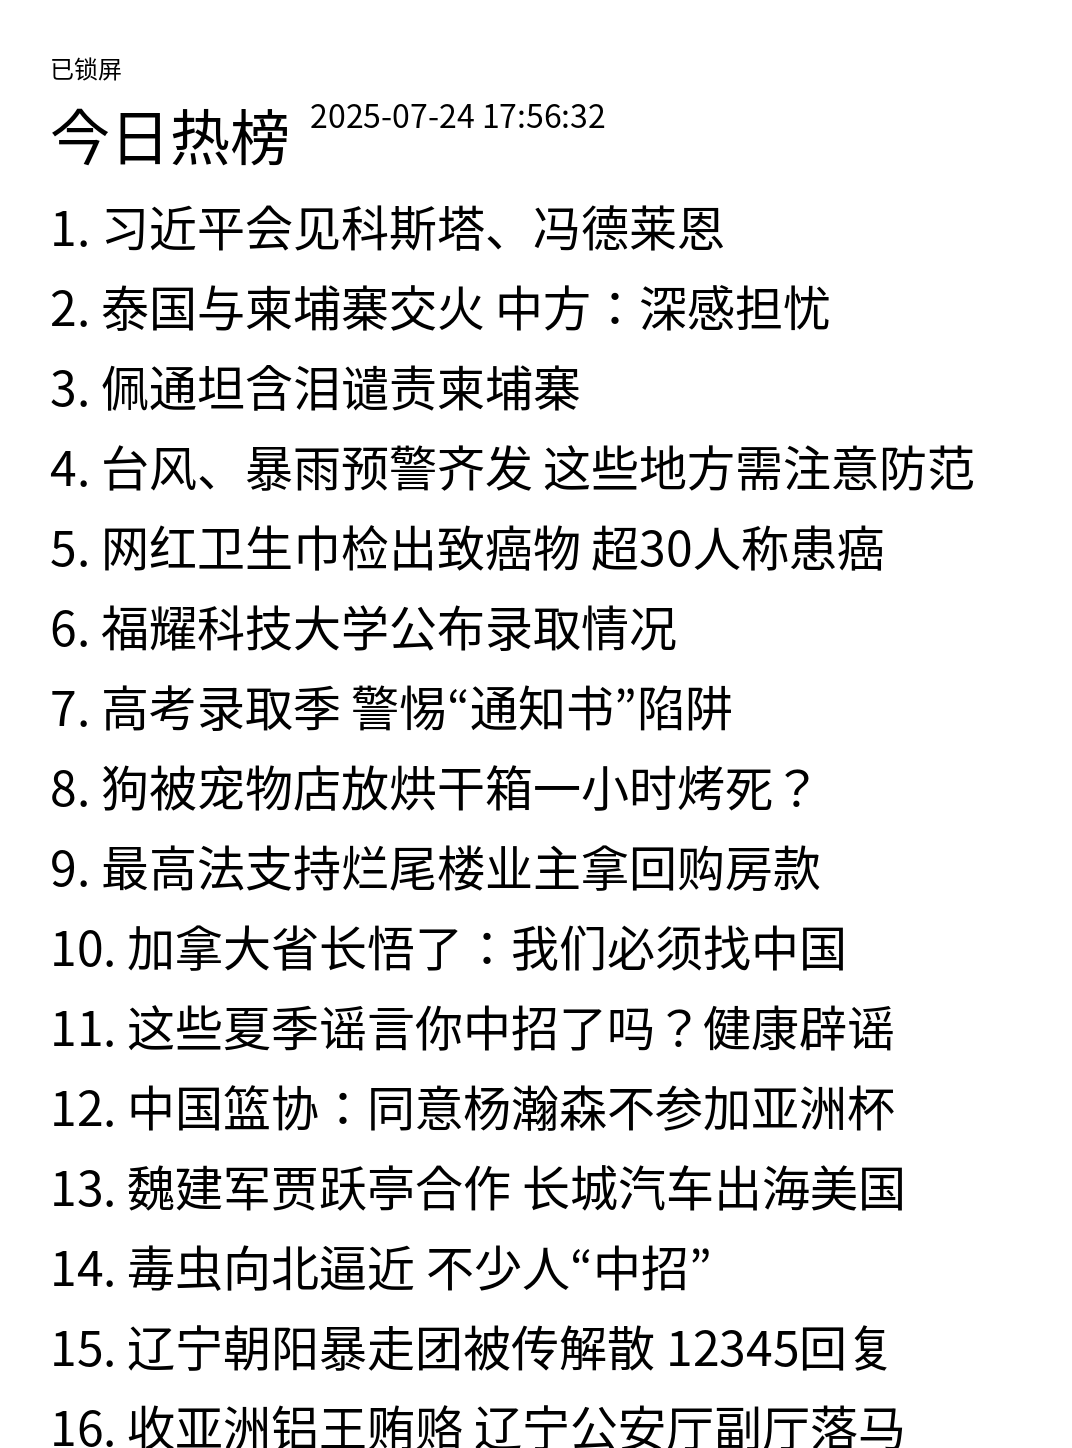 已锁屏
今日热榜 2025-07-24 17:56:32
1. 习近平会见科斯塔、冯德莱恩
2. 泰国与柬埔寨交火 中方：深感担忧
3. 佩通坦含泪谴责柬埔寨
4. 台风、暴雨预警齐发 这些地方需注意防范
5. 网红卫生巾检出致癌物 超30人称患癌
6. 福耀科技大学公布录取情况
7. 高考录取季 警惕“通知书”陷阱
8. 狗被宠物店放烘干箱一小时烤死？
9. 最高法支持烂尾楼业主拿回购房款
10. 加拿大省长悟了：我们必须找中国
11. 这些夏季谣言你中招了吗？健康辟谣
12. 中国篮协：同意杨瀚森不参加亚洲杯
13. 魏建军贾跃亭合作 长城汽车出海美国
14. 毒虫向北逼近 不少人“中招”
15. 辽宁朝阳暴走团被传解散 12345回复
16. 收亚洲铝王贿赂 辽宁公安厅副厅落马